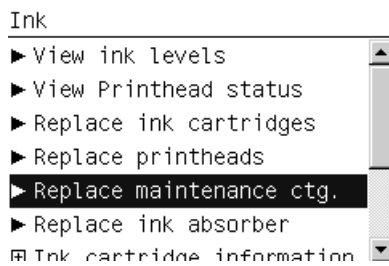 Ink
View ink levels
View Printhead status
Replace ink cartridges
Replace printheads
Replace maintenance ctg.
Replace ink absorber
Ink cartridge information